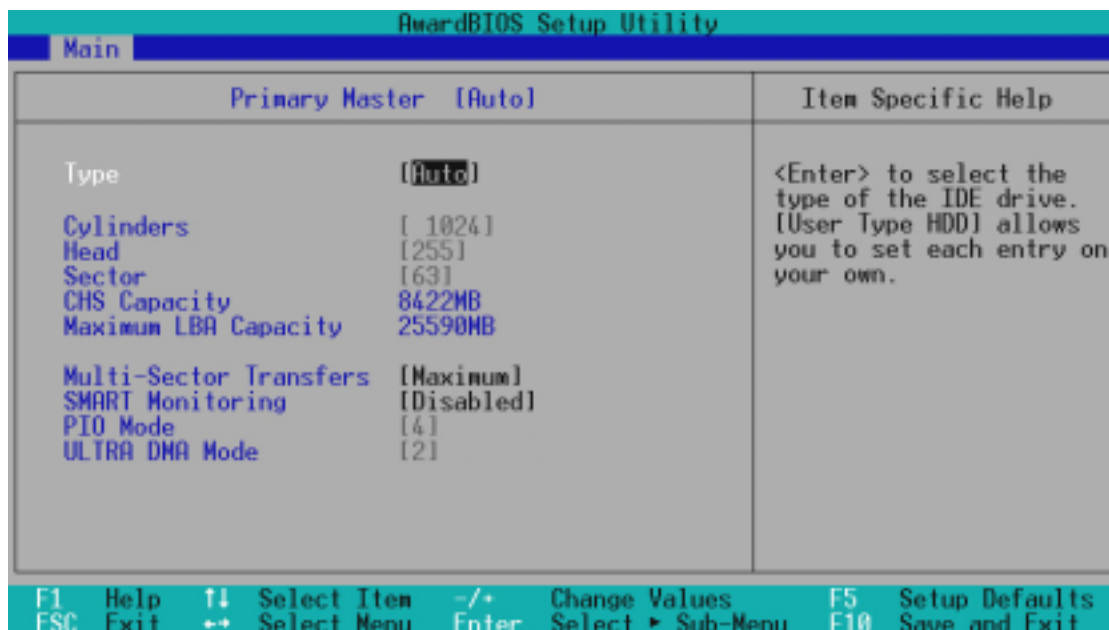 AwardBIOS Setup Utility
Main
Primary Master [Auto]
Item Specific Help
Type [Auto]
Cylinders [ 1024]
Head [255]
Sector [63]
CHS Capacity 8422MB
Maximum LBA Capacity 25590MB
Multi-Sector Transfers [Maximum]
SMART Monitoring [Disabled]
PIO Mode [4]
ULTRA DMA Mode [2]
<Enter> to select the
type of the IDE drive.
[User Type HDD] allows
you to set each entry on
your own.
F1 Help ↑↓ Select Item -/+ Change Values F5 Setup Defaults
ESC Exit ←→ Select Menu Enter Select ► Sub-Menu F10 Save and Exit